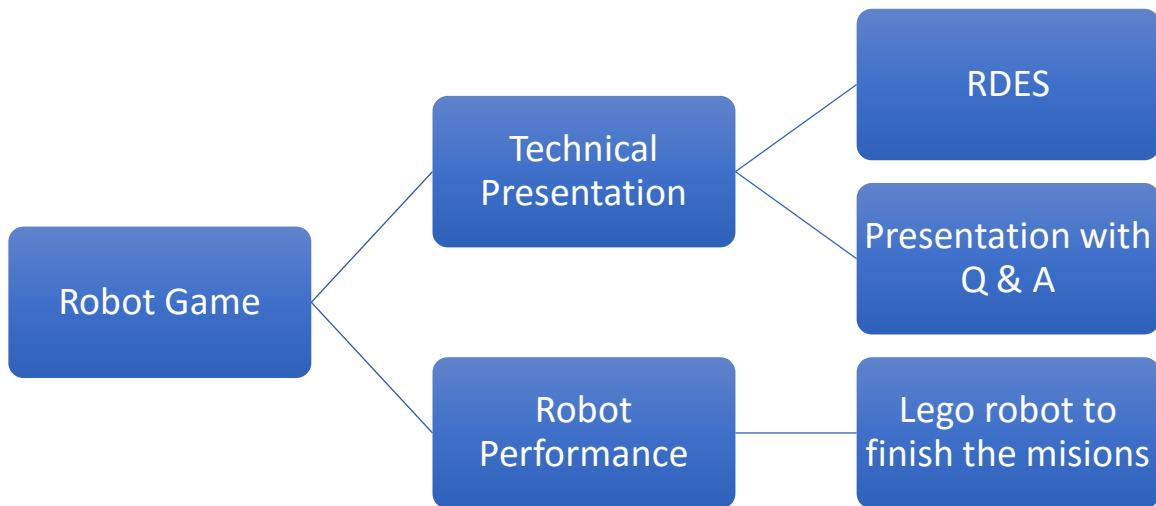 Robot Game
Technical
Presentation
RDES
Presentation with
Q & A
Robot
Performance
Lego robot to
finish the misions